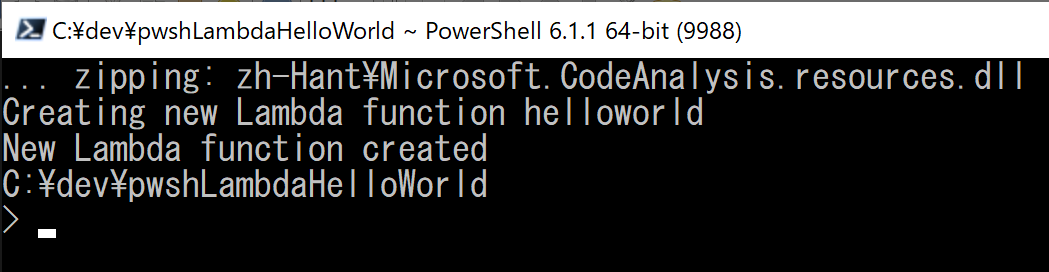 C:¥dev¥pwshLambdaHelloWorld ~ PowerShell 6.1.1 64-bit (9988)
... zipping: zh-Hant¥Microsoft.CodeAnalysis.resources.dll
Creating new Lambda function helloworld
New Lambda function created
C:¥dev¥pwshLambdaHelloWorld
>